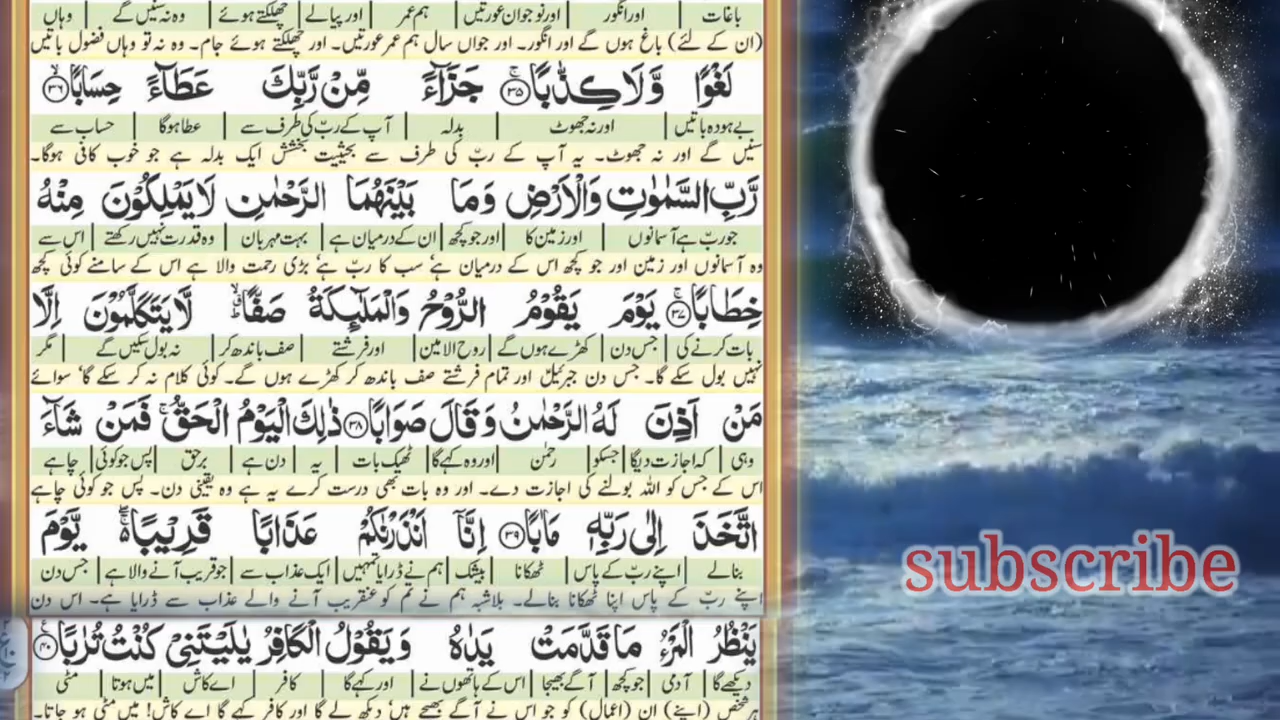 باغات | اور انگور | اور نوجوان عورتیں | ہم عمر | اور پیالے | چھلکتے ہوئے | وہ نہ سنیں گے | وہاں
(ان کے لئے) باغ ہوں گے اور انگور۔ اور جواں سال ہم عمر عورتیں۔ اور چھلکتے ہوئے جام۔ وہ نہ تو وہاں فضول باتیں
لَغْوًا وَّلَا كِذّٰبًا ۚ﴿۳۵﴾ جَزَآءً مِّنْ رَّبِّكَ عَطَآءً حِسَابًا ۙ﴿۳۶﴾
بے ہودہ باتیں | اور نہ جھوٹ | بدلہ | آپ کے ربّ کی طرف سے | عطا ہوگا | حساب سے
سنیں گے اور نہ جھوٹ۔ یہ آپ کے ربّ کی طرف سے بحیثیت بخشش ایک بدلہ ہے جو خوب کافی ہوگا۔
رَّبِّ السَّمٰوٰتِ وَالْاَرْضِ وَمَا بَيْنَهُمَا الرَّحْمٰنِ لَا يَمْلِكُوْنَ مِنْهُ
جو ربّ ہے آسمانوں | اور زمین کا | اور جو کچھ | ان کے درمیان ہے | بہت مہربان | وہ قدرت نہیں رکھتے | اس سے
وہ آسمانوں اور زمین اور جو کچھ اس کے درمیان ہے، سب کا ربّ ہے، بڑی رحمت والا ہے اس کے سامنے کوئی کچھ
خِطَابًا ۚ﴿۳۷﴾ يَوْمَ يَقُوْمُ الرُّوْحُ وَالْمَلٰٓئِكَةُ صَفًّا ۙۗ لَّا يَتَكَلَّمُوْنَ اِلَّا
بات کرنے کی | جس دن | کھڑے ہوں گے | روح الامین | اور فرشتے | صف باندھ کر | نہ بول سکیں گے | مگر
نہیں بول سکے گا۔ جس دن جبرئیلؑ اور تمام فرشتے صف باندھ کر کھڑے ہوں گے۔ کوئی کلام نہ کر سکے گا، سوائے
مَنْ اَذِنَ لَهُ الرَّحْمٰنُ وَقَالَ صَوَابًا ﴿۳۸﴾ ذٰلِكَ الْيَوْمُ الْحَقُّ ۚ فَمَنْ شَآءَ
وہی | کہ اجازت دیگا | جسکو | رحمٰن | اور وہ کہے گا | ٹھیک بات | یہ | دن ہے | برحق | پس جو کوئی | چاہے
اس کے جس کو اللہ بولنے کی اجازت دے۔ اور وہ بات بھی درست کرے یہ ہے وہ یقینی دن۔ پس جو کوئی چاہے
اتَّخَذَ اِلٰى رَبِّهٖ مَاٰبًا ﴿۳۹﴾ اِنَّاۤ اَنْذَرْنٰكُمْ عَذَابًا قَرِيْبًا ۖۚ يَّوْمَ
بنا لے | اپنے ربّ کے پاس | ٹھکانا | بیشک | ہم نے ڈرایا تمہیں | ایک عذاب سے | جو قریب آنے والا ہے | جس دن
اپنے ربّ کے پاس اپنا ٹھکانا بنا لے۔ بلاشبہ ہم نے تم کو عنقریب آنے والے عذاب سے ڈرایا ہے۔ اس دن
يَنْظُرُ الْمَرْءُ مَا قَدَّمَتْ يَدٰهُ وَيَقُوْلُ الْكَافِرُ يٰلَيْتَنِيْ كُنْتُ تُرٰبًا ﴿۴۰﴾
دیکھے گا | آدمی | جو کچھ | آگے بھیجا | اس کے ہاتھوں نے | اور کہے گا | کافر | اے کاش | میں ہوتا | مٹی
ہر شخص (اپنے) ان (اعمال) کو جو اس نے آگے بھیجے ہیں، دیکھ لے گا اور کافر کہے گا اے کاش! میں مٹی ہو جاتا۔
subscribe